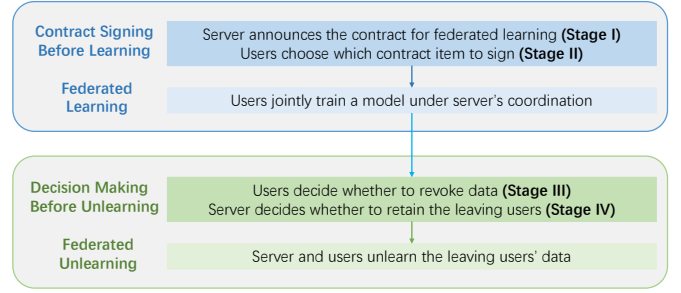 Contract Signing
Before Learning
Server announces the contract for federated learning (Stage I)
Users choose which contract item to sign (Stage II)
Federated
Learning
Users jointly train a model under server's coordination
Decision Making
Before Unlearning
Users decide whether to revoke data (Stage III)
Server decides whether to retain the leaving users (Stage IV)
Federated
Unlearning
Server and users unlearn the leaving users' data